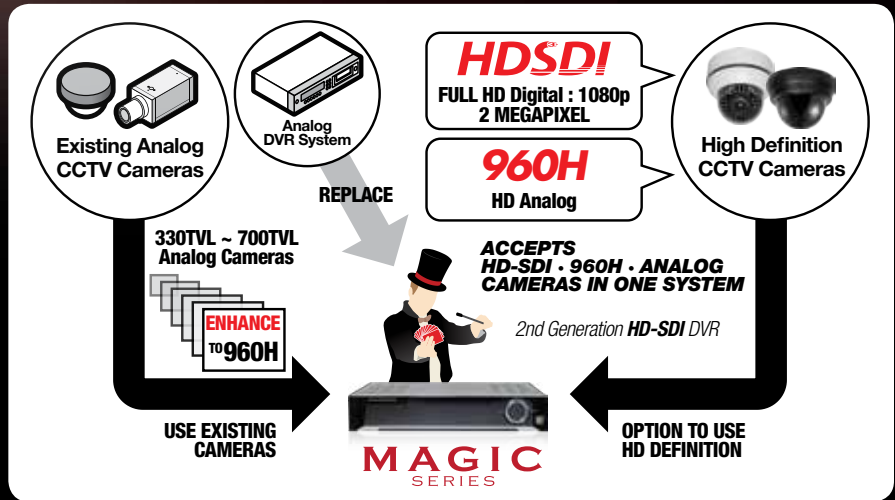 Existing Analog
CCTV Cameras
Analog
DVR System
HDSDI
FULL HD Digital : 1080p
2 MEGAPIXEL
960H
HD Analog
High Definition
CCTV Cameras
REPLACE
330TVL ~ 700TVL
Analog Cameras
ENHANCE
TO 960H
ACCEPTS
HD-SDI · 960H · ANALOG
CAMERAS IN ONE SYSTEM
2nd Generation HD-SDI DVR
USE EXISTING
CAMERAS
OPTION TO USE
HD DEFINITION
MAGIC
SERIES